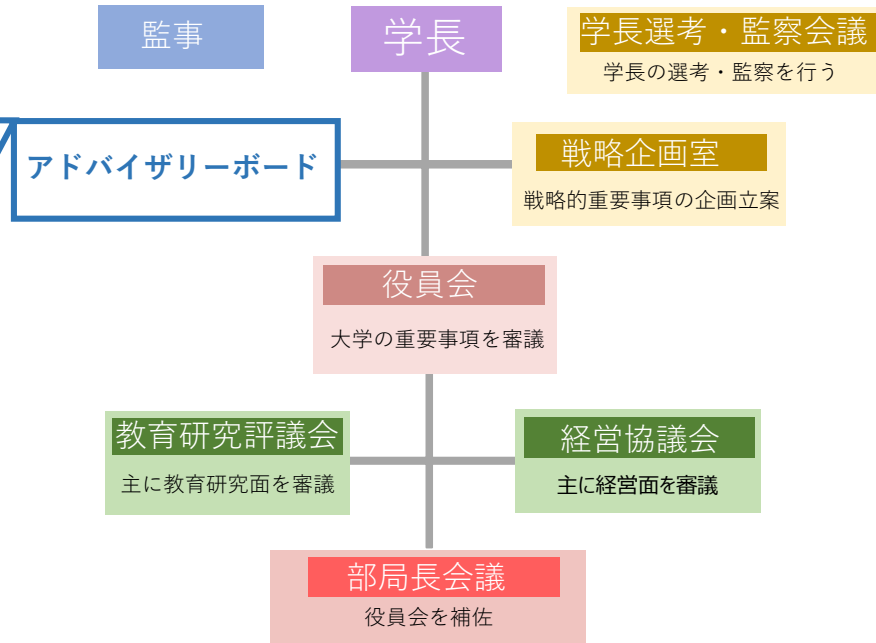 監事
学長
学長選考・監察会議
学長の選考・監察を行う
アドバイザリーボード
戦略企画室
戦略的重要事項の企画立案
役員会
大学の重要事項を審議
教育研究評議会
主に教育研究面を審議
経営協議会
主に経営面を審議
部局長会議
役員会を補佐